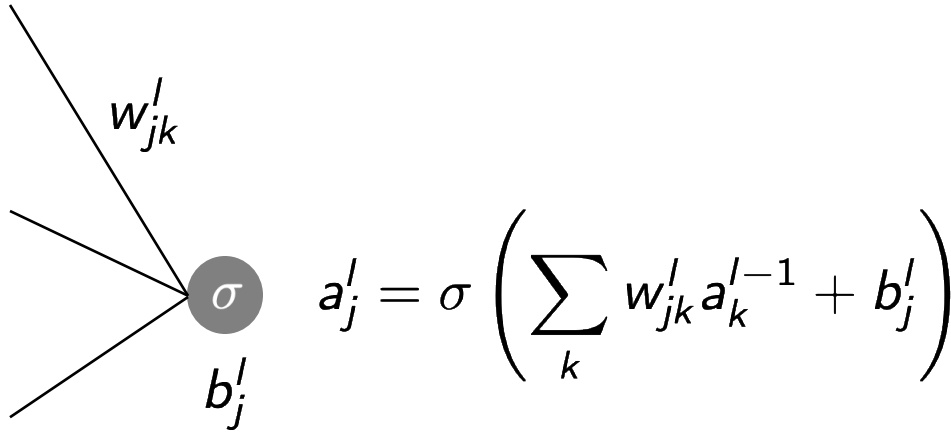 w^l_{jk}
σ
a^l_j = σ ( ∑_k w^l_{jk} a^{l−1}_k + b^l_j )
b^l_j